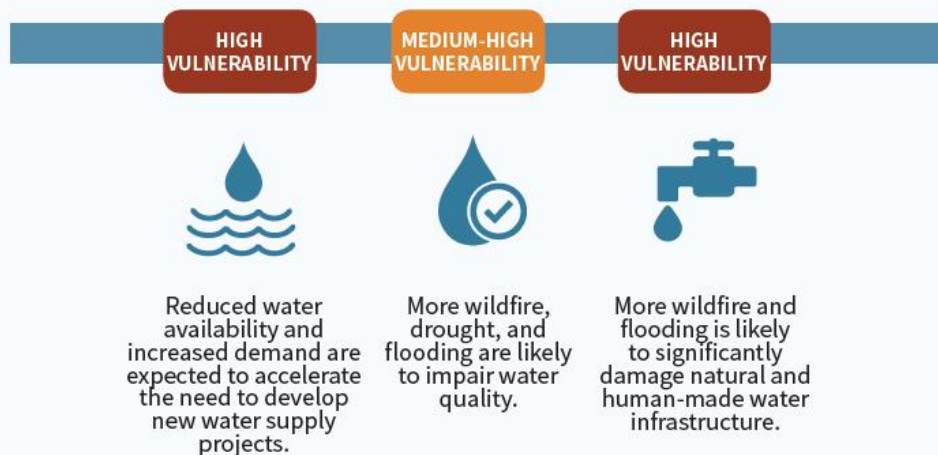 HIGH
VULNERABILITY
MEDIUM-HIGH
VULNERABILITY
HIGH
VULNERABILITY
Reduced water
availability and
increased demand are
expected to accelerate
the need to develop
new water supply
projects.
More wildfire,
drought, and
flooding are likely
to impair water
quality.
More wildfire and
flooding is likely
to significantly
damage natural and
human-made water
infrastructure.